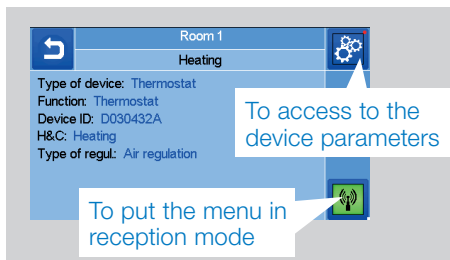 Room 1
Heating
Type of device: Thermostat
Function: Thermostat
Device ID: D030432A
H&C: Heating
Type of regul.: Air regulation
To access to the
device parameters
To put the menu in
reception mode